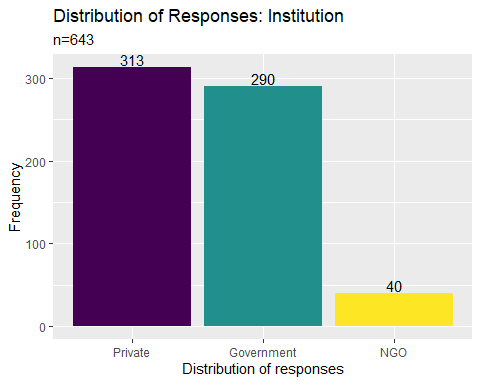 Distribution of Responses: Institution
n=643
313
290
40
300
200
100
0
Frequency
Private
Government
NGO
Distribution of responses